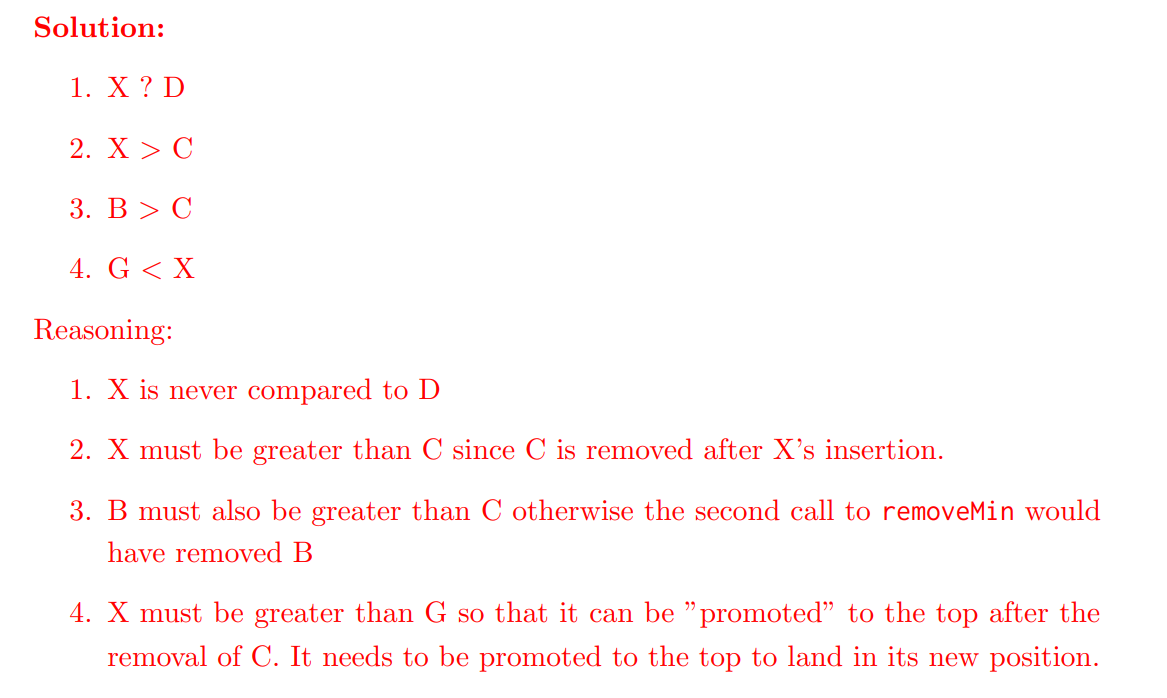 Solution:
1. X ? D
2. X > C
3. B > C
4. G < X
Reasoning:
1. X is never compared to D
2. X must be greater than C since C is removed after X’s insertion.
3. B must also be greater than C otherwise the second call to removeMin would
have removed B
4. X must be greater than G so that it can be ”promoted” to the top after the
removal of C. It needs to be promoted to the top to land in its new position.